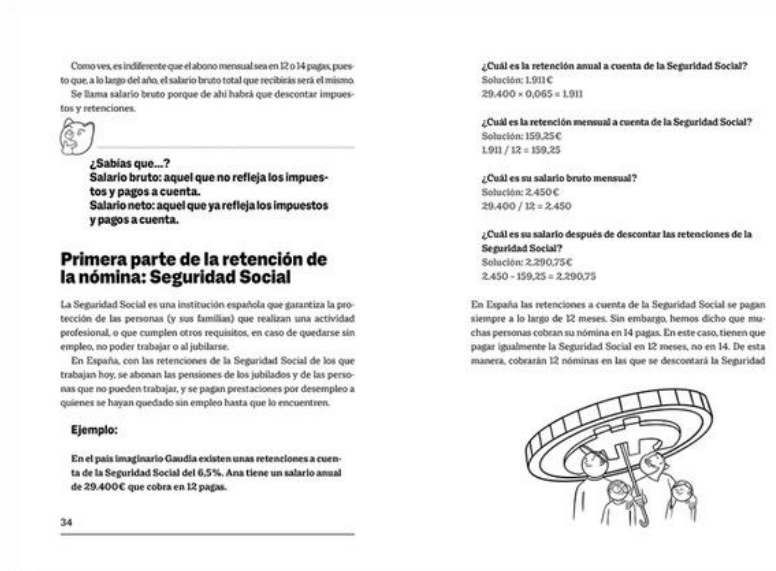 Como ves, es indiferente que el abono mensual sea en 12 o 14 pagas, pues-
to que, a lo largo del año, el salario bruto total que recibirás será el mismo.
Se llama salario bruto porque de ahí habrá que descontar impues-
tos y retenciones.
¿Sabías que...?
Salario bruto: aquel que no refleja los impues-
tos y pagos a cuenta.
Salario neto: aquel que ya refleja los impuestos
y pagos a cuenta.
Primera parte de la retención de
la nómina: Seguridad Social
La Seguridad Social es una institución española que garantiza la pro-
tección de las personas (y sus familias) que realizan una actividad
profesional, o que cumplen otros requisitos, en caso de quedarse sin
empleo, no poder trabajar o al jubilarse.
En España, con las retenciones de la Seguridad Social de los que
trabajan hoy, se abonan las pensiones de los jubilados y de las perso-
nas que no pueden trabajar, y se pagan prestaciones por desempleo a
quienes se hayan quedado sin empleo hasta que lo encuentren.
Ejemplo:
En el país imaginario Gaudia existen unas retenciones a cuen-
ta de la Seguridad Social del 6,5%. Ana tiene un salario anual
de 29.400€ que cobra en 12 pagas.
34
¿Cuál es la retención anual a cuenta de la Seguridad Social?
Solución: 1.911 €
29.400 × 0,065 = 1.911
¿Cuál es la retención mensual a cuenta de la Seguridad Social?
Solución: 159,25€
1.911 / 12 = 159,25
¿Cuál es su salario bruto mensual?
Solución: 2.450 €
29.400 / 12 = 2.450
¿Cuál es su salario después de descontar las retenciones de la
Seguridad Social?
Solución: 2.290,75€
2.450 - 159,25 = 2.290,75
En España las retenciones a cuenta de la Seguridad Social se pagan
siempre a lo largo de 12 meses. Sin embargo, hemos dicho que mu-
chas personas cobran su nómina en 14 pagas. En este caso, tienen que
pagar igualmente la Seguridad Social en 12 meses, no en 14. De esta
manera, cobrarán 12 nóminas en las que se descontará la Seguridad